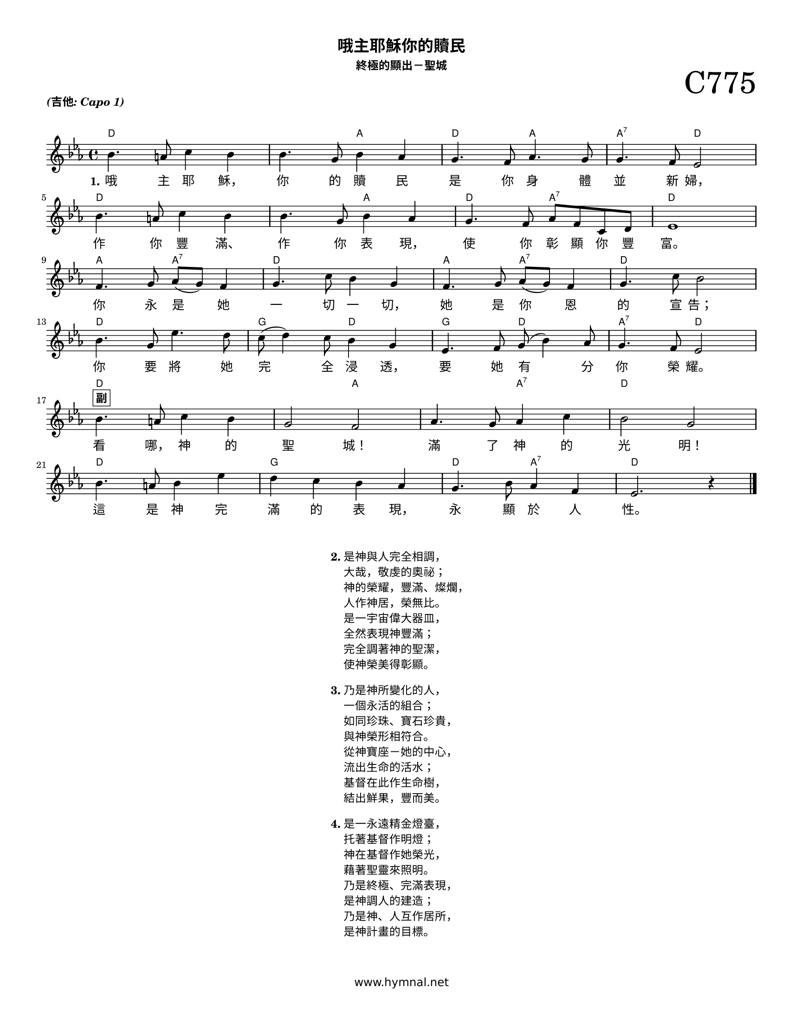 哦主耶穌你的贖民
終極的顯出－聖城
C775
(吉他: Capo 1)
D A D A A7 D
1. 哦 主 耶 穌， 你 的 贖 民 是 你 身 體 並 新 婦，
5 D A D A7 D
作 你 豐 滿、 作 你 表 現， 使 你 彰 顯 你 豐 富。
9 A A7 D A A7 D
你 永 是 她 一 切 一 切， 她 是 你 恩 的 宣 告；
13 D G D G D A7 D
你 要 將 她 完 全 浸 透， 要 她 有 分 你 榮 耀。
D A A7 D
副
17
看 哪， 神 的 聖 城！ 滿 了 神 的 光 明！
21 D G D A7 D
這 是 神 完 滿 的 表 現， 永 顯 於 人 性。
2. 是神與人完全相調，
大哉，敬虔的奧祕；
神的榮耀，豐滿、燦爛，
人作神居，榮無比。
是一宇宙偉大器皿，
全然表現神豐滿；
完全調著神的聖潔，
使神榮美得彰顯。
3. 乃是神所變化的人，
一個永活的組合；
如同珍珠、寶石珍貴，
與神榮形相符合。
從神寶座－她的中心，
流出生命的活水；
基督在此作生命樹，
結出鮮果，豐而美。
4. 是一永遠精金燈臺，
托著基督作明燈；
神在基督作她榮光，
藉著聖靈來照明。
乃是終極、完滿表現，
是神調人的建造；
乃是神、人互作居所，
是神計畫的目標。
www.hymnal.net